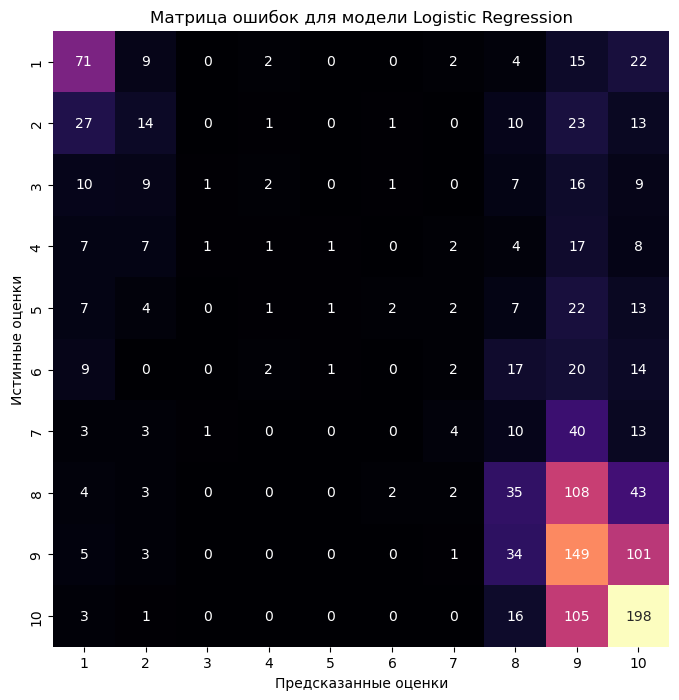 Матрица ошибок для модели Logistic Regression
1 71 9 0 2 0 0 2 4 15 22
2 27 14 0 1 0 1 0 10 23 13
3 10 9 1 2 0 1 0 7 16 9
4 7 7 1 1 1 0 2 4 17 8
5 7 4 0 1 1 2 2 7 22 13
6 9 0 0 2 1 0 2 17 20 14
7 3 3 1 0 0 0 4 10 40 13
8 4 3 0 0 0 2 2 35 108 43
9 5 3 0 0 0 0 1 34 149 101
10 3 1 0 0 0 0 0 16 105 198
1 2 3 4 5 6 7 8 9 10
Истинные оценки
Предсказанные оценки